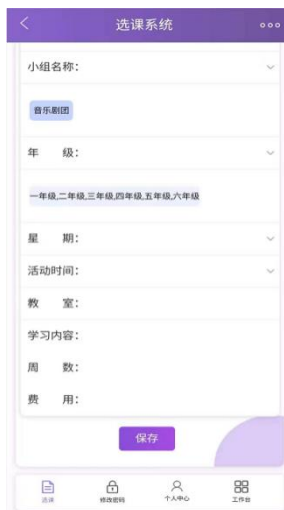 选课系统
小组名称：
音乐剧团
年 级：
一年级,二年级,三年级,四年级,五年级,六年级
星 期：
活动时间：
教 室：
学习内容：
周 数：
费 用：
保存
选课 修改密码 个人中心 工作台